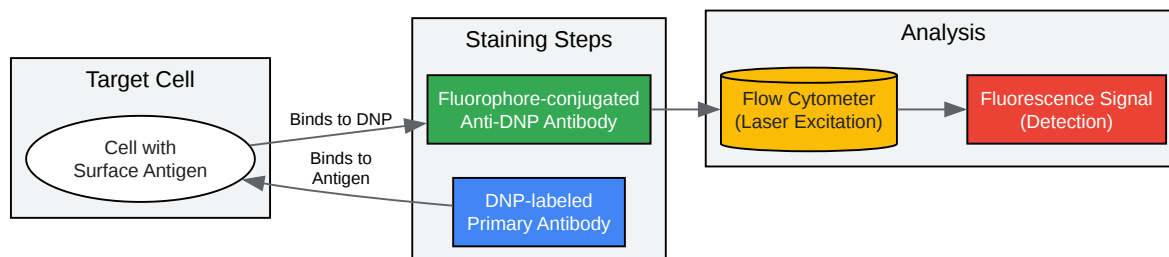 Target Cell
Cell with
Surface Antigen
Binds to DNP
Binds to
Antigen
Staining Steps
Fluorophore-conjugated
Anti-DNP Antibody
DNP-labeled
Primary Antibody
Analysis
Flow Cytometer
(Laser Excitation)
Fluorescence Signal
(Detection)